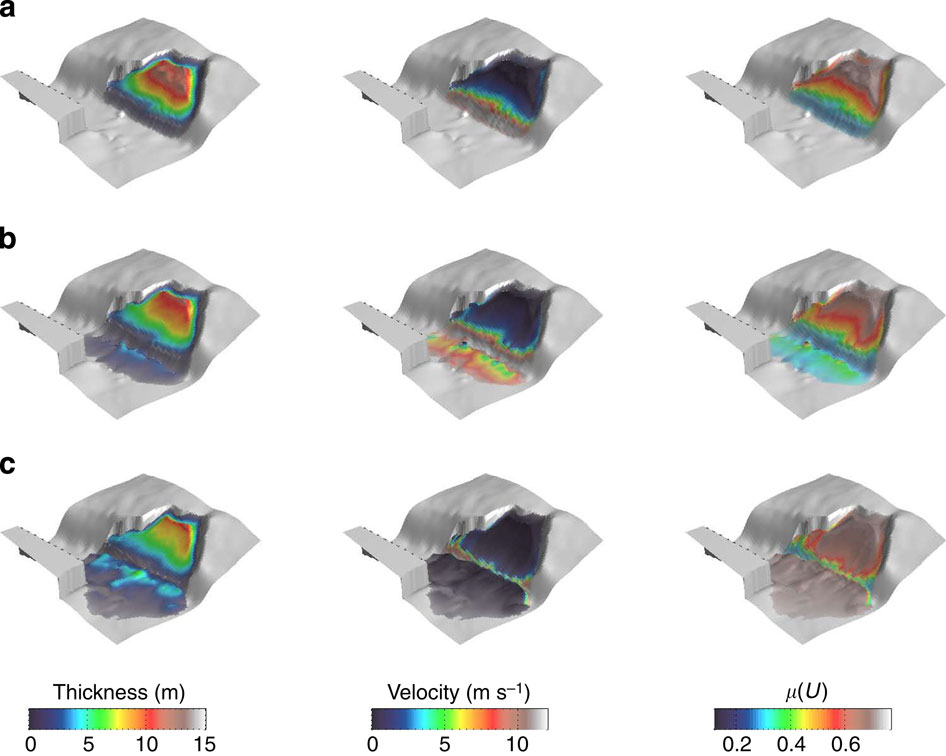 a
b
c
Thickness (m)
Velocity (m s–1)
μ(U)
0 5 10 15
0 5 10
0.2 0.4 0.6